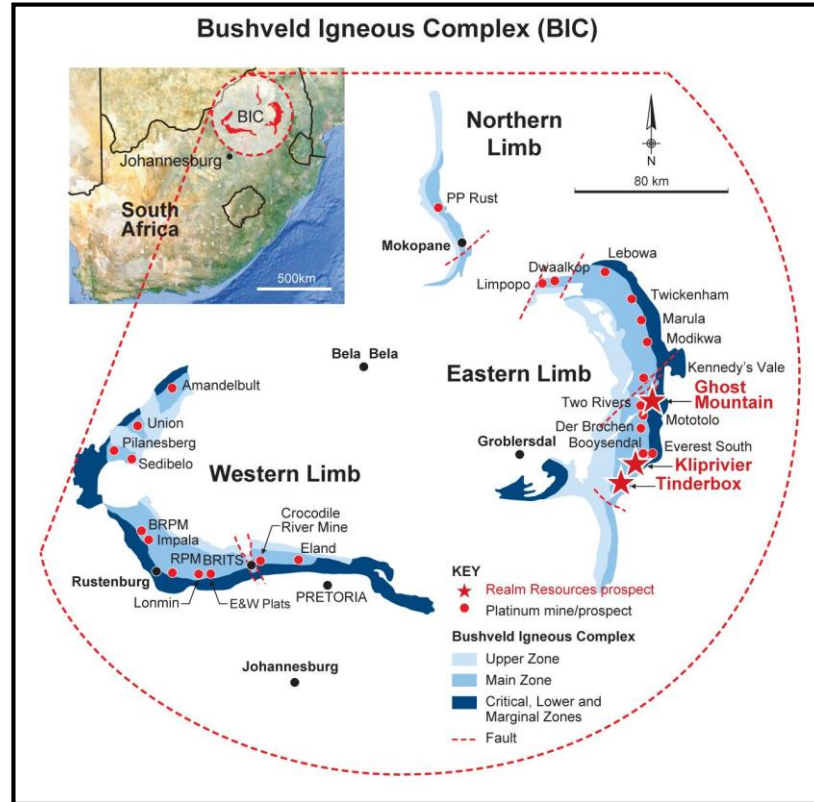 Bushveld Igneous Complex (BIC)
BIC
Johannesburg
South
Africa
500km
Northern
Limb
N
80 km
PP Rust
Mokopane
Lebowa
Dwaalkop
Limpopo
Twickenham
Marula
Modikwa
Bela Bela
Kennedy's Vale
Eastern Limb
Ghost
Mountain
Two Rivers
Mototolo
Der Brochen
Booysendal
Everest South
Groblersdal
Kliprivier
Tinderbox
Amandelbult
Union
Pilanesberg
Sedibelo
Western Limb
Crocodile
River Mine
BRPM
Impala
RPM
BRITS
Eland
Rustenburg
Lonmin
E&W Plats
PRETORIA
Johannesburg
KEY
Realm Resources prospect
Platinum mine/prospect
Bushveld Igneous Complex
Upper Zone
Main Zone
Critical, Lower and
Marginal Zones
Fault